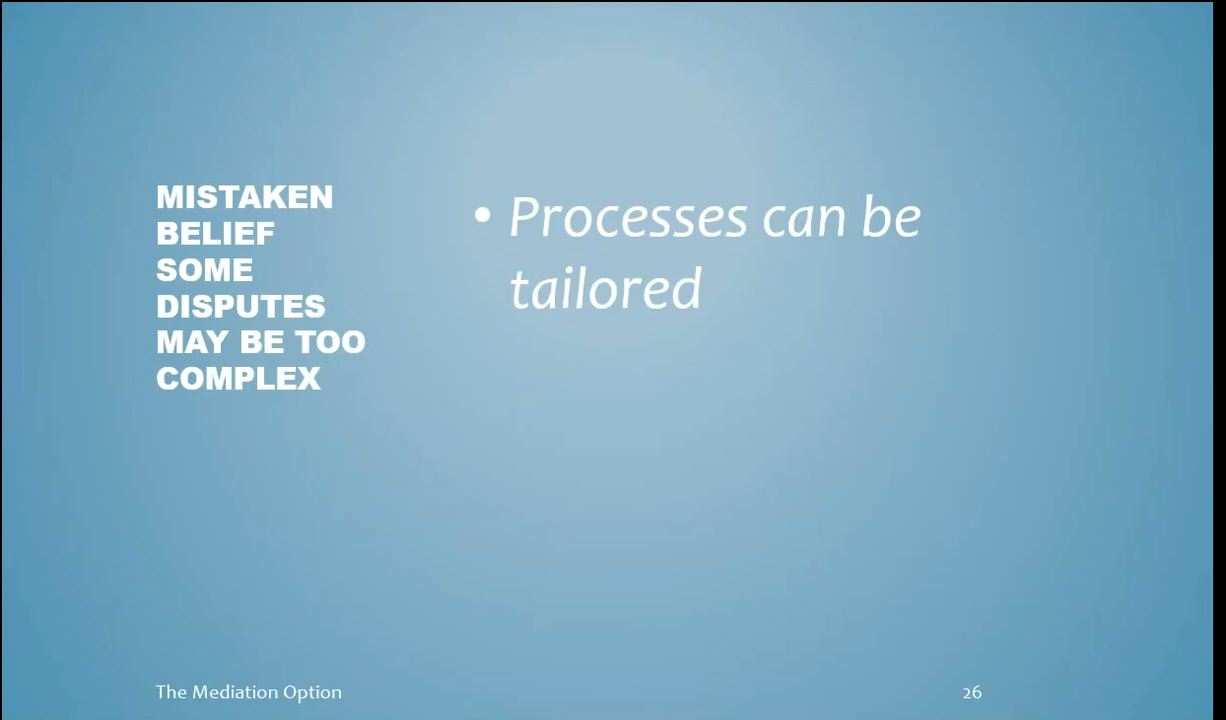 MISTAKEN
BELIEF
SOME
DISPUTES
MAY BE TOO
COMPLEX
• Processes can be
tailored
The Mediation Option
26